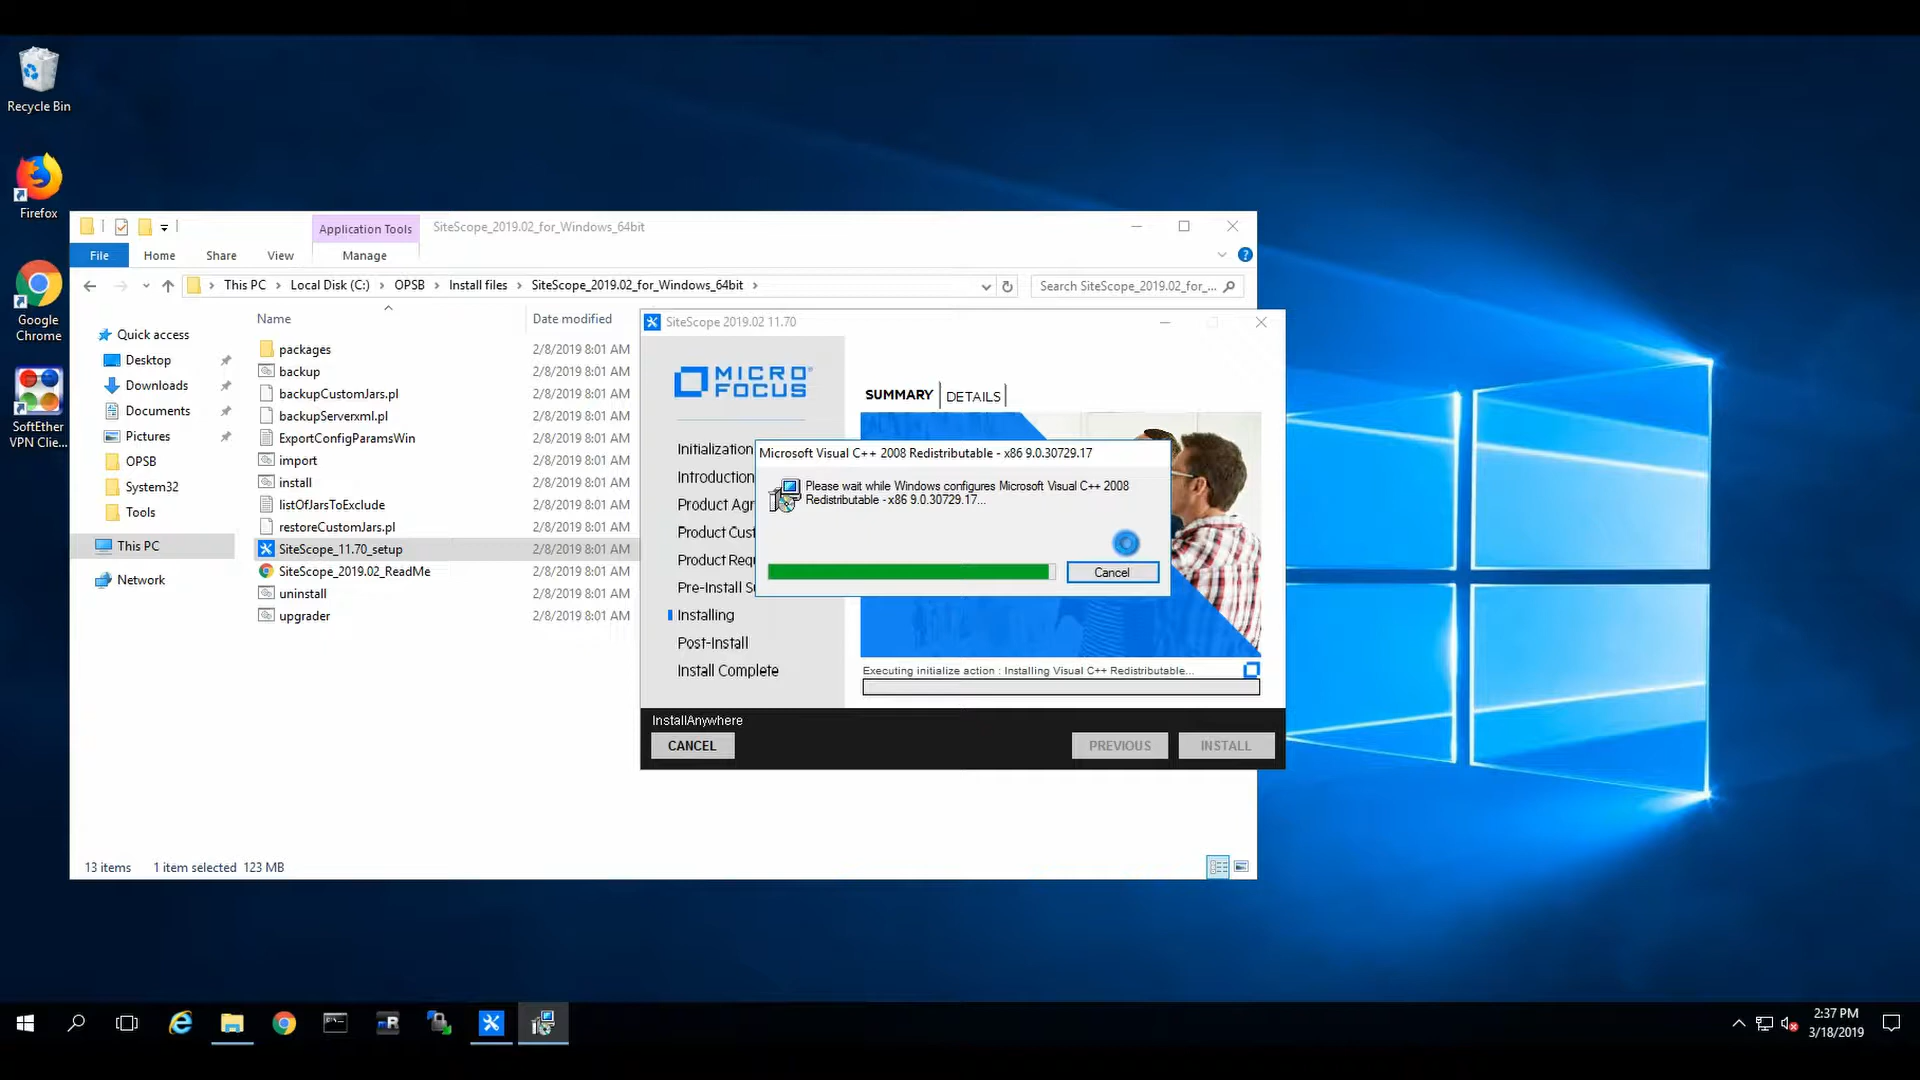 Recycle Bin
Firefox
Google
Chrome
SoftEther
VPN Clie...
Application Tools
SiteScope_2019.02_for_Windows_64bit
File
Home
Share
View
Manage
This PC
Local Disk (C:)
OPSB
Install files
SiteScope_2019.02_for_Windows_64bit
Search SiteScope_2019.02_for_...
Name
Date modified
Quick access
Desktop
Downloads
Documents
Pictures
OPSB
System32
Tools
This PC
Network
packages 2/8/2019 8:01 AM
backup 2/8/2019 8:01 AM
backupCustomJars.pl 2/8/2019 8:01 AM
backupServerxml.pl 2/8/2019 8:01 AM
ExportConfigParamsWin 2/8/2019 8:01 AM
import 2/8/2019 8:01 AM
install 2/8/2019 8:01 AM
listOfJarsToExclude 2/8/2019 8:01 AM
restoreCustomJars.pl 2/8/2019 8:01 AM
SiteScope_11.70_setup 2/8/2019 8:01 AM
SiteScope_2019.02_ReadMe 2/8/2019 8:01 AM
uninstall 2/8/2019 8:01 AM
upgrader 2/8/2019 8:01 AM
13 items 1 item selected 123 MB
SiteScope 2019.02 11.70
MICRO
FOCUS
SUMMARY
DETAILS
Initialization
Introduction
Product Agr
Product Cust
Product Req
Pre-Install Su
Installing
Post-Install
Install Complete
Microsoft Visual C++ 2008 Redistributable - x86 9.0.30729.17
Please wait while Windows configures Microsoft Visual C++ 2008
Redistributable - x86 9.0.30729.17...
Cancel
Executing initialize action : Installing Visual C++ Redistributable...
InstallAnywhere
CANCEL
PREVIOUS
INSTALL
2:37 PM
3/18/2019